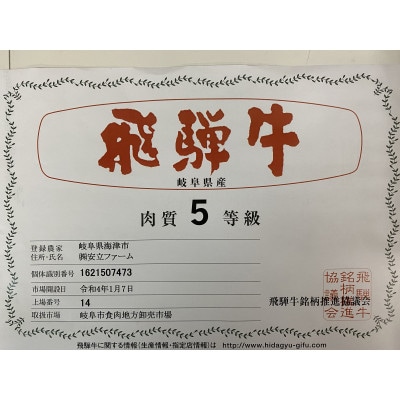 飛騨牛
岐阜県産
肉質 5 等級
登録農家 岐阜県海津市
住所・氏名 ㈱安立ファーム
個体識別番号 1621507473
市場開設日 令和4年1月7日
上場番号 14
取扱市場 岐阜市食肉地方卸売市場
飛騨牛銘柄推進協議会
飛騨牛
銘柄推進
協議会
飛騨牛に関する情報(生産情報・指定店情報)は http://www.hidagyu-gifu.com/